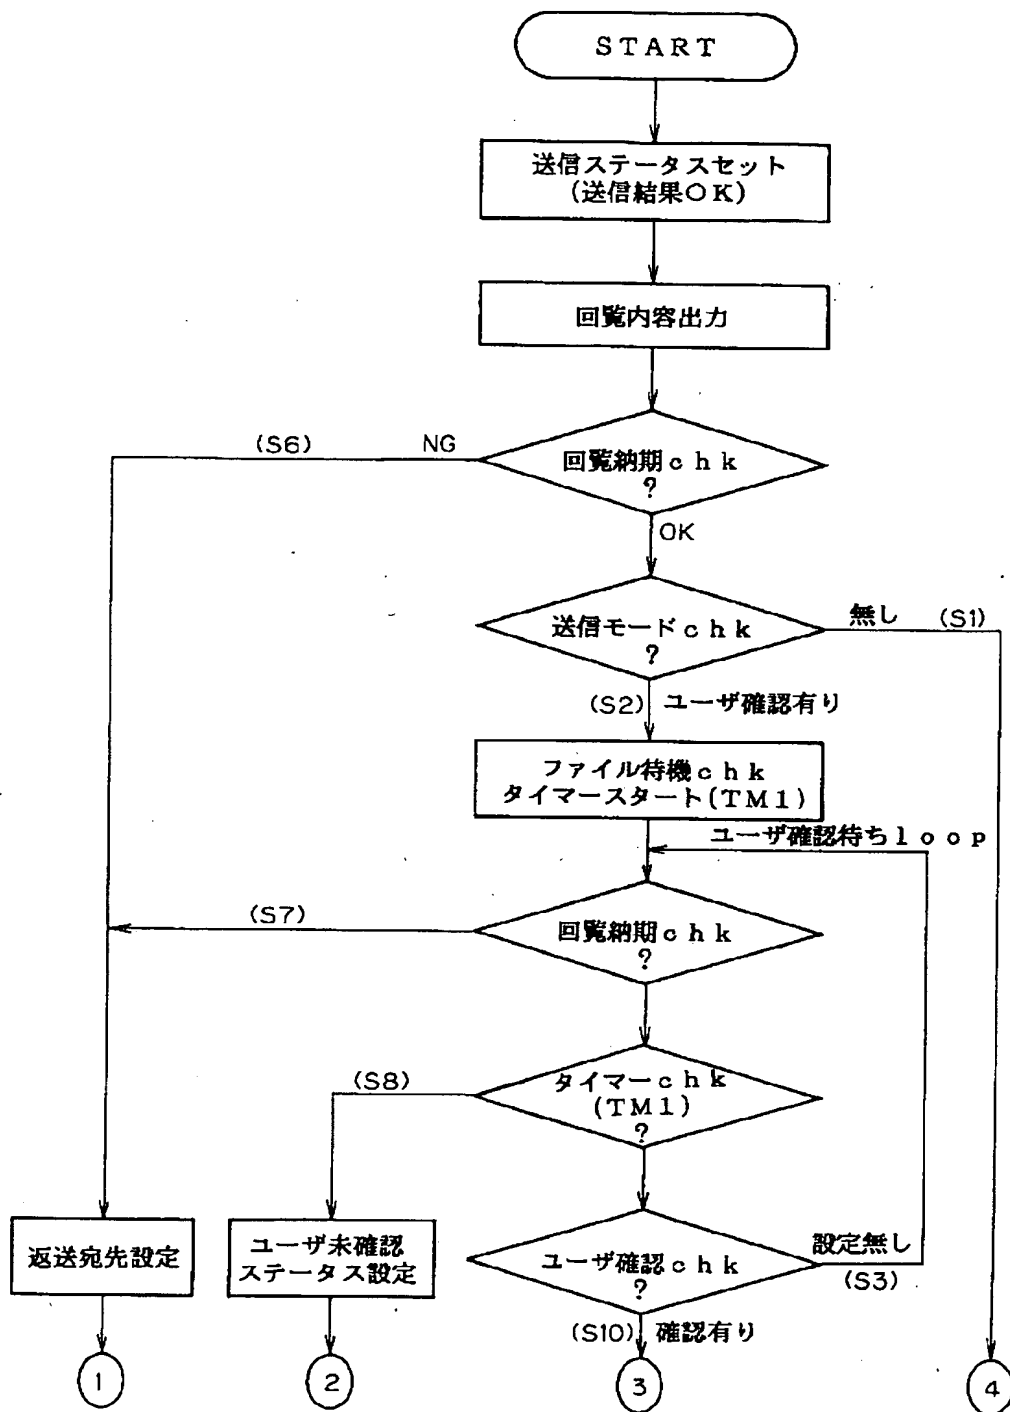 START
送信ステータスセット
(送信結果OK)
回覧内容出力
(S6)
NG
回覧納期chk
?
OK
送信モードchk
?
無し
(S1)
(S2)
ユーザ確認有り
ファイル待機chk
タイマースタート(TM1)
ユーザ確認待ちloop
(S7)
回覧納期chk
?
(S8)
タイマーchk
(TM1)
?
返送宛先設定
ユーザ未確認
ステータス設定
ユーザ確認chk
?
設定無し
(S3)
(S10)
確認有り
1
2
3
4